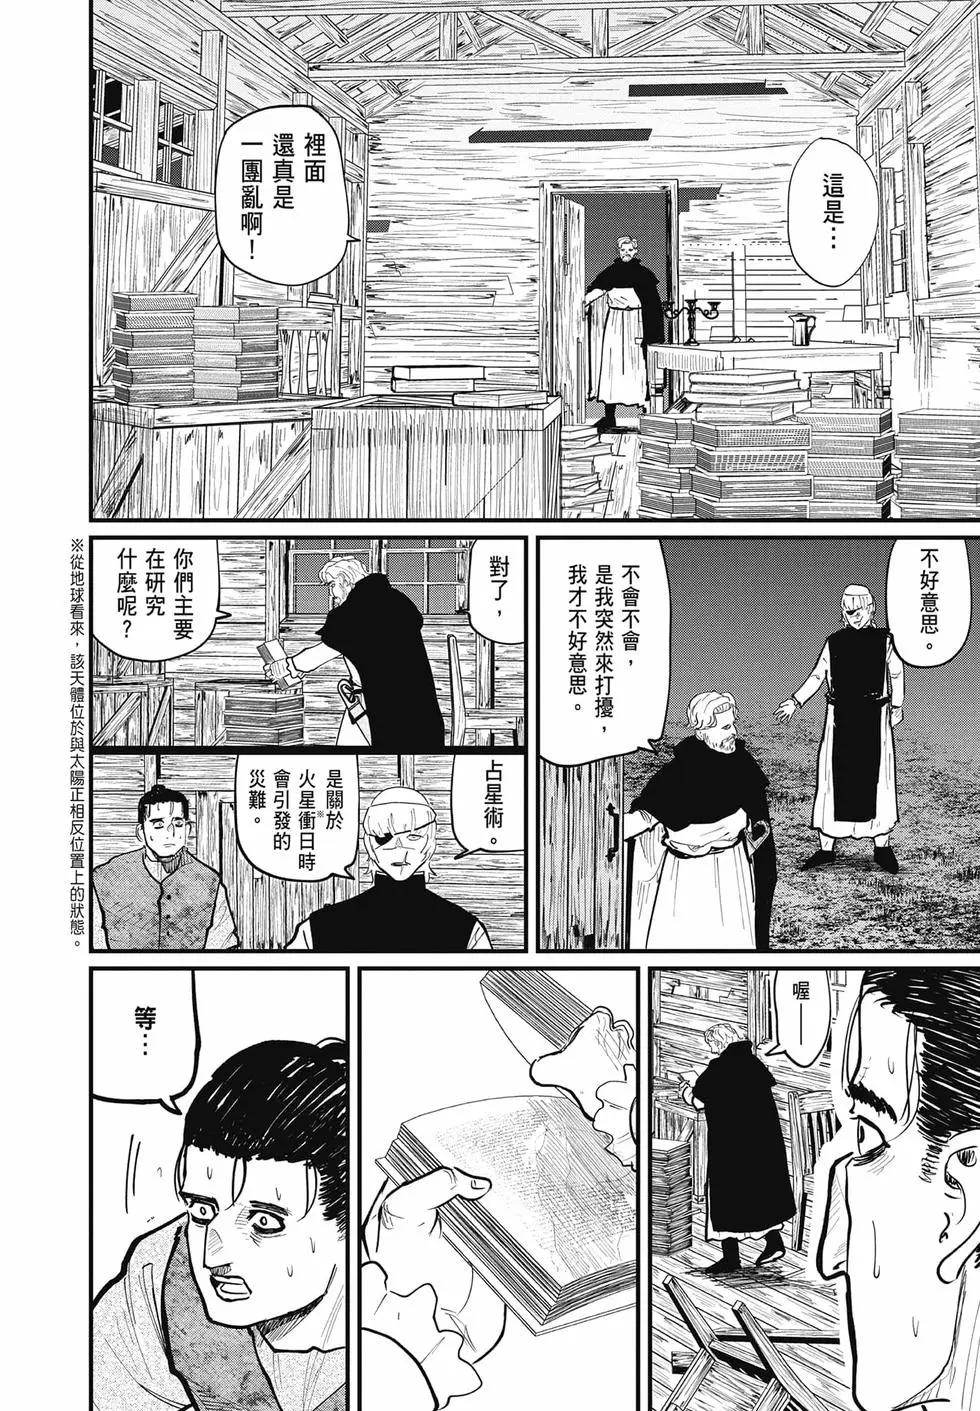 這是…
裡面
還真是
一團亂啊！
不好意思。
不會不會，
是我突然來打擾，
我才不好意思。
對了，
你們主要
在研究
什麼呢？
占星術。
是關於
火星衝日時※
會引發的
災難。
※從地球看來，該天體位於與太陽正相反位置上的狀態。
喔—
等…